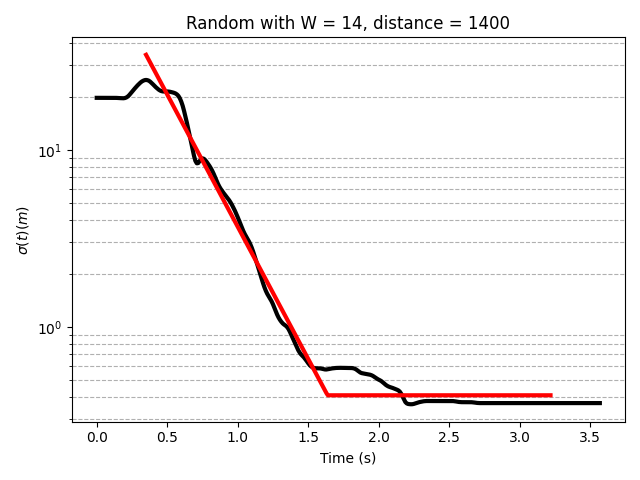 Random with W = 14, distance = 1400
σ(t)(m)
10¹
10⁰
0.0 0.5 1.0 1.5 2.0 2.5 3.0 3.5
Time (s)